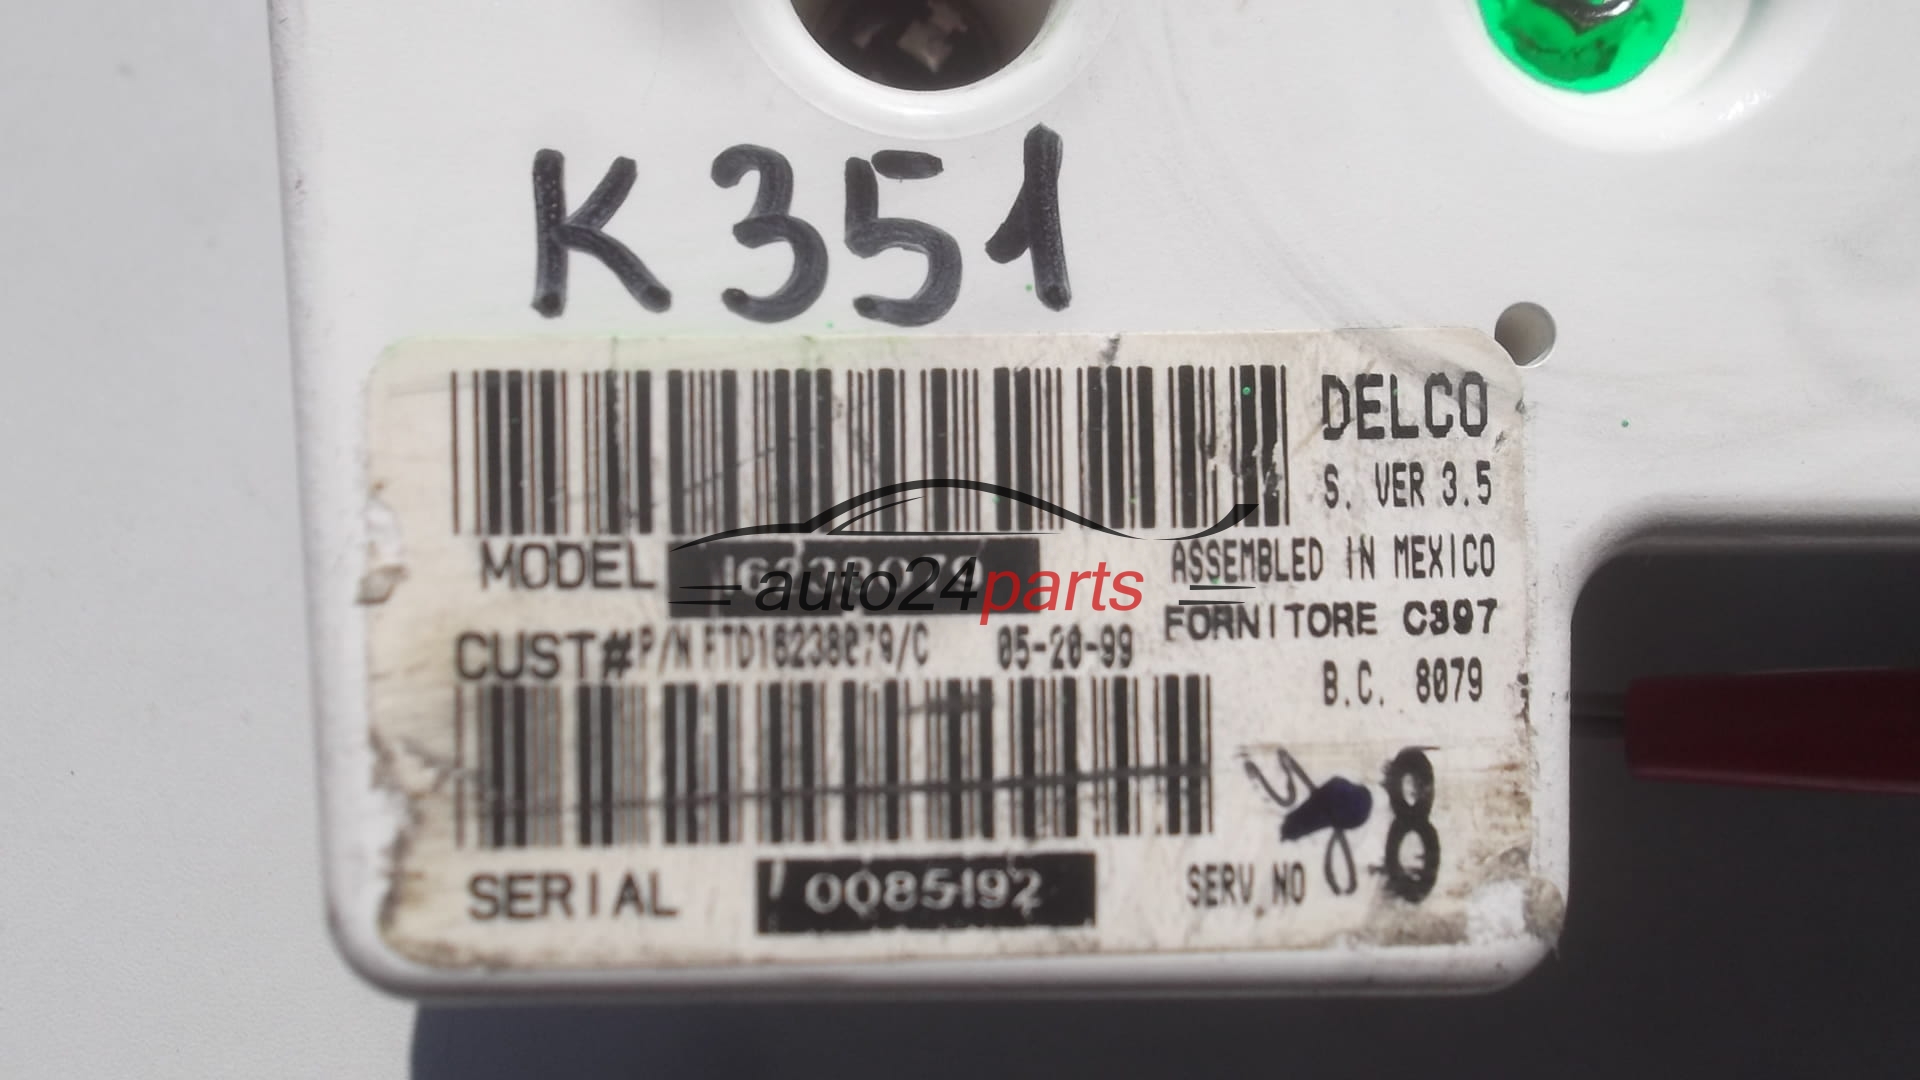 K351
DELCO
S. VER 3.5
MODEL 16238079
ASSEMBLED IN MEXICO
auto24parts
FORNITORE C397
CUST# P/N FTD16238079/C 05-20-99
B.C. 8079
8
SERIAL 0085192
SERV.NO